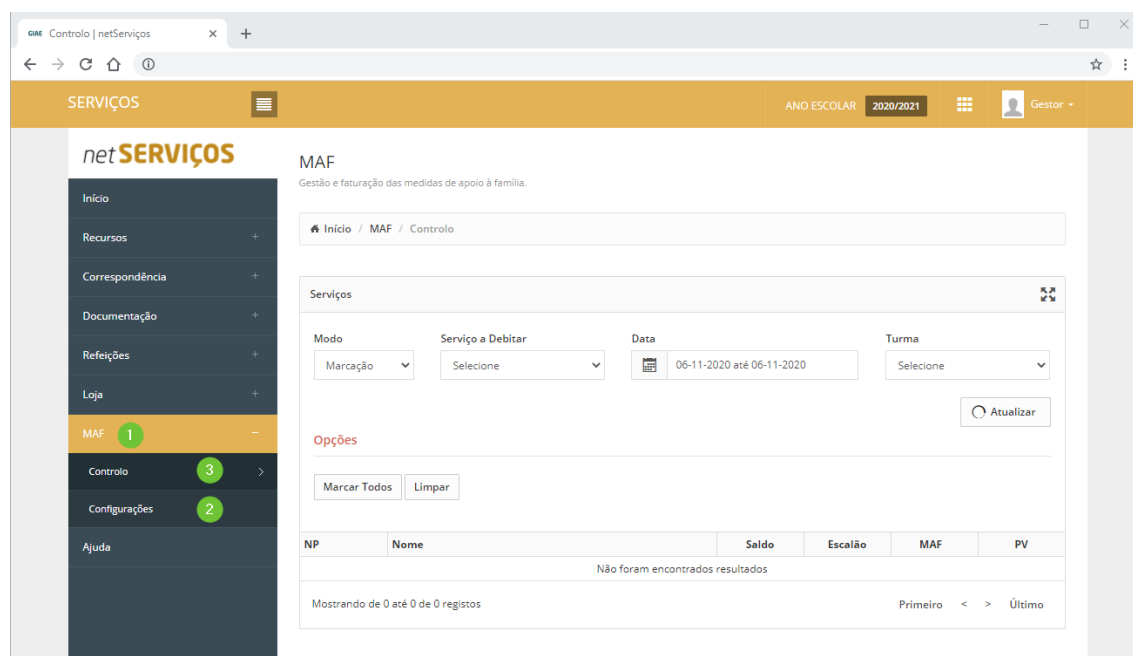 GIAE Controlo | netServiços
SERVIÇOS
ANO ESCOLAR 2020/2021 Gestor
netSERVIÇOS
Início
Recursos +
Correspondência +
Documentação +
Refeições +
Loja +
MAF 1 −
Controlo 3 >
Configurações 2
Ajuda
MAF
Gestão e faturação das medidas de apoio à família.
Início / MAF / Controlo
Serviços
Modo Serviço a Debitar Data Turma
Marcação Selecione 06-11-2020 até 06-11-2020 Selecione
Atualizar
Opções
Marcar Todos Limpar
NP Nome Saldo Escalão MAF PV
Não foram encontrados resultados
Mostrando de 0 até 0 de 0 registos Primeiro < > Último